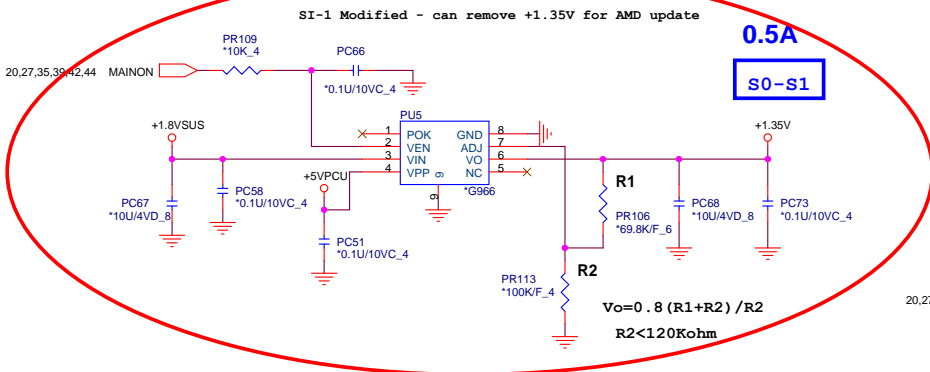 SI-1 Modified - can remove +1.35V for AMD update
0.5A
S0-S1
PR109
*10K_4
PC66
*0.1U/10VC_4
20,27,35,39,42,44 MAINON
PU5
+1.8VSUS
+1.35V
1 POK GND 8
2 VEN ADJ 7
3 VIN VO 6
4 VPP NC 5
9
9
*G966
+5VPCU
PC67
*10U/4VD_8
PC58
*0.1U/10VC_4
PC51
*0.1U/10VC_4
R1
PR106
*69.8K/F_6
PC68
*10U/4VD_8
PC73
*0.1U/10VC_4
R2
PR113
*100K/F_4
Vo=0.8(R1+R2)/R2
R2<120Kohm
20,27